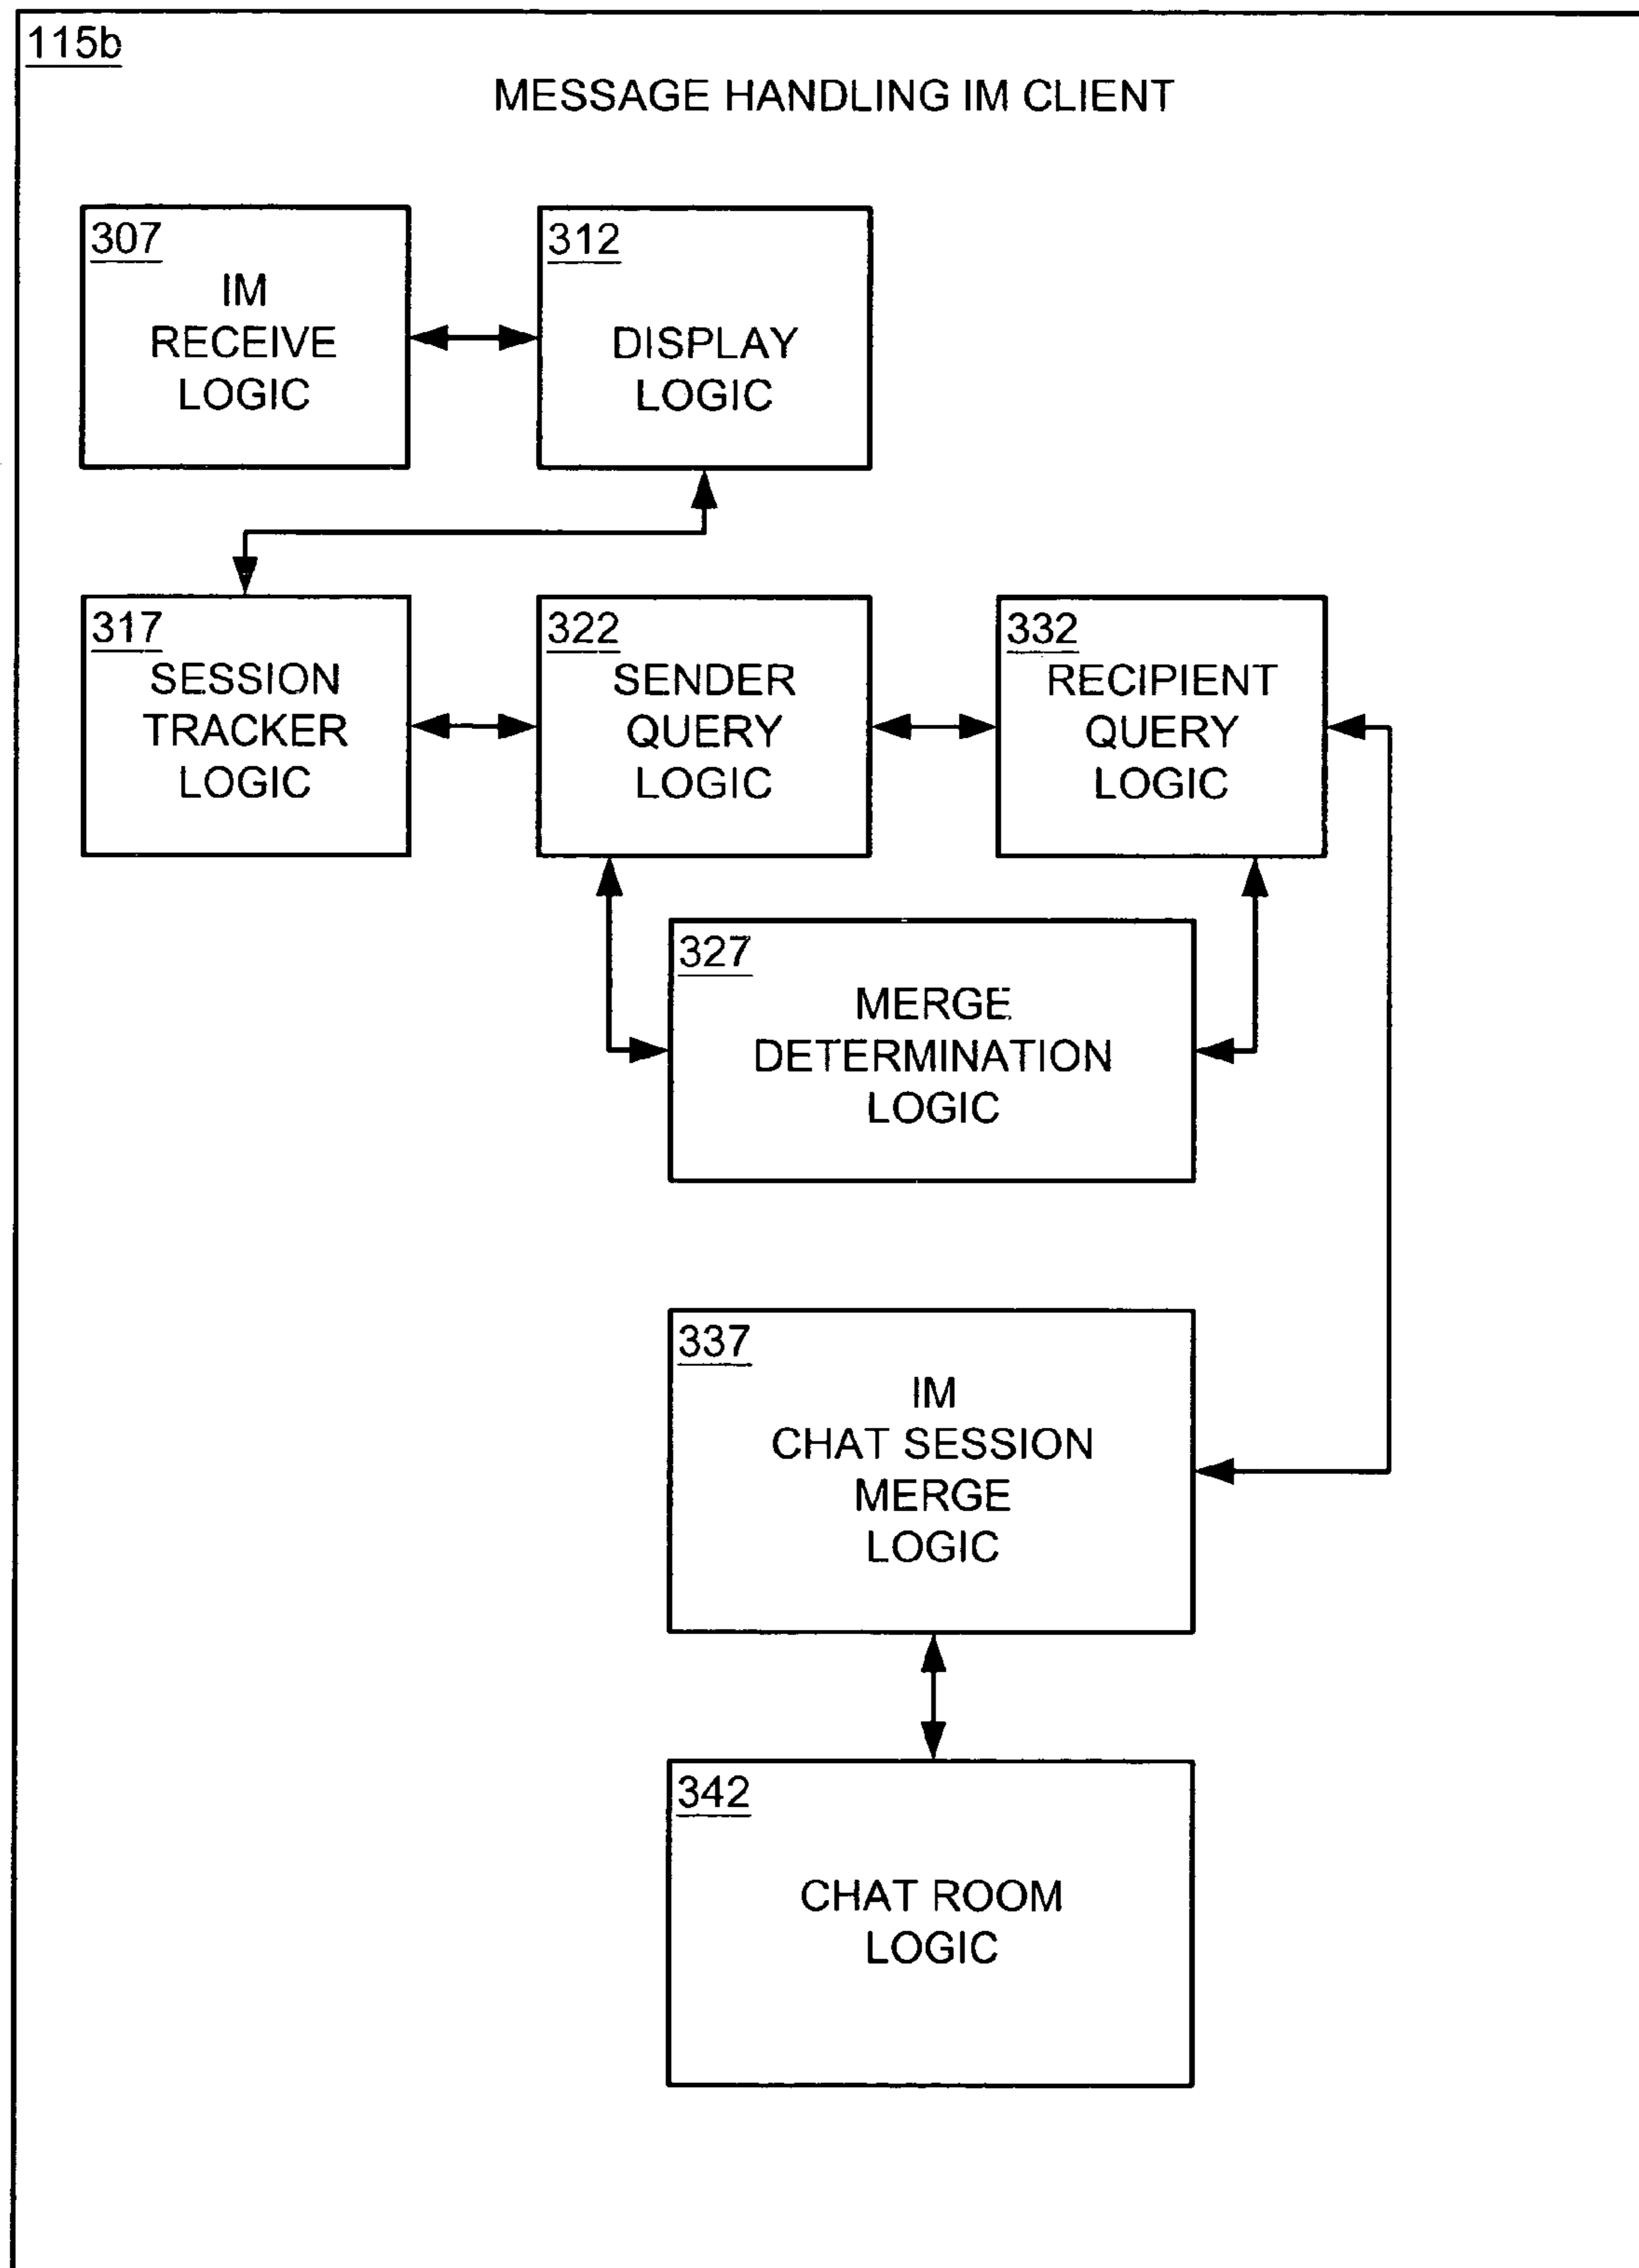 115b
MESSAGE HANDLING IM CLIENT
307
IM
RECEIVE
LOGIC
312
DISPLAY
LOGIC
317
SESSION
TRACKER
LOGIC
322
SENDER
QUERY
LOGIC
332
RECIPIENT
QUERY
LOGIC
327
MERGE
DETERMINATION
LOGIC
337
IM
CHAT SESSION
MERGE
LOGIC
342
CHAT ROOM
LOGIC